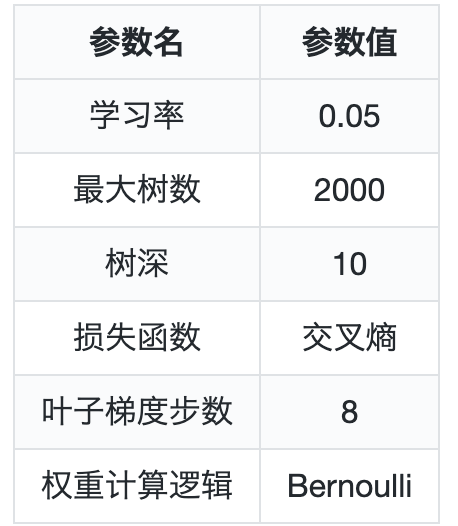 参数名 参数值
学习率 0.05
最大树数 2000
树深 10
损失函数 交叉熵
叶子梯度步数 8
权重计算逻辑 Bernoulli